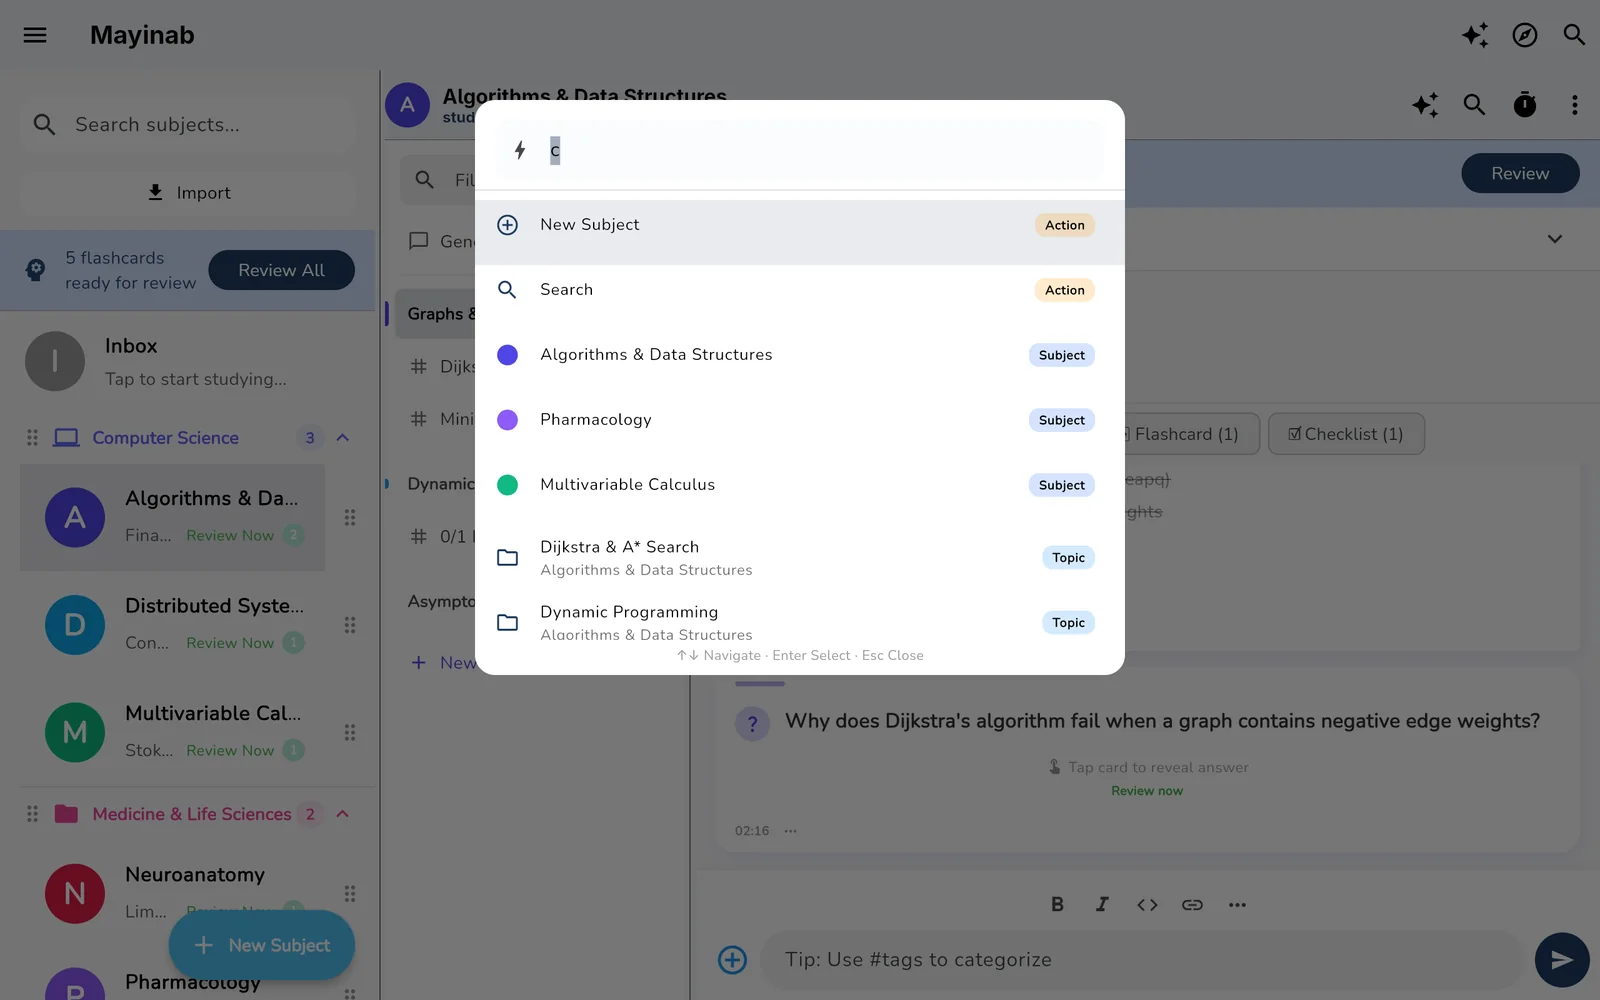 Mayinab
Search subjects...
Import
5 flashcards
ready for review
Review All
I
Inbox
Tap to start studying...
Computer Science
3
A
Algorithms & Da...
Fina...
Review Now
2
D
Distributed Syste...
Con...
Review Now
1
M
Multivariable Cal...
Stok...
Review Now
1
Medicine & Life Sciences
2
N
Neuroanatomy
Lim...
New Subject
Pharmacology
A
Algorithms & Data Structures
Review
Graphs &
Dynamic
0/1
New
c
New Subject
Action
Search
Action
Algorithms & Data Structures
Subject
Pharmacology
Subject
Multivariable Calculus
Subject
Dijkstra & A* Search
Algorithms & Data Structures
Topic
Dynamic Programming
Algorithms & Data Structures
Topic
↑↓ Navigate · Enter Select · Esc Close
Flashcard (1)
Checklist (1)
eapq)
ghts
?
Why does Dijkstra's algorithm fail when a graph contains negative edge weights?
Tap card to reveal answer
Review now
02:16
B I <>
Tip: Use #tags to categorize